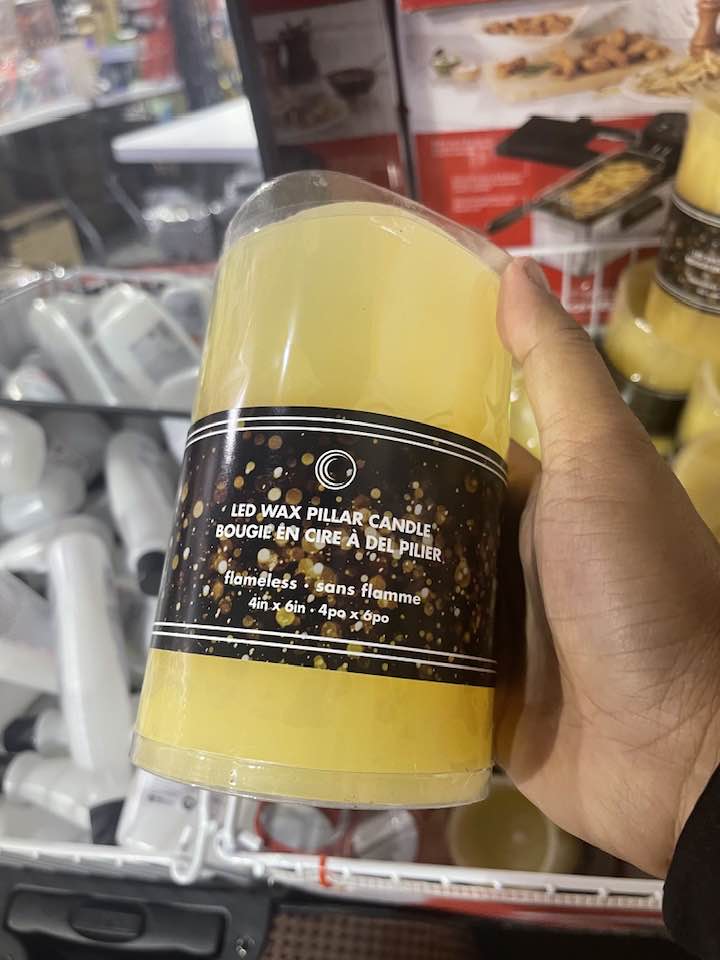 LED WAX PILLAR CANDLE
BOUGIE EN CIRE À DEL PILIER
flameless · sans flamme
4in x 6in · 4po x 6po